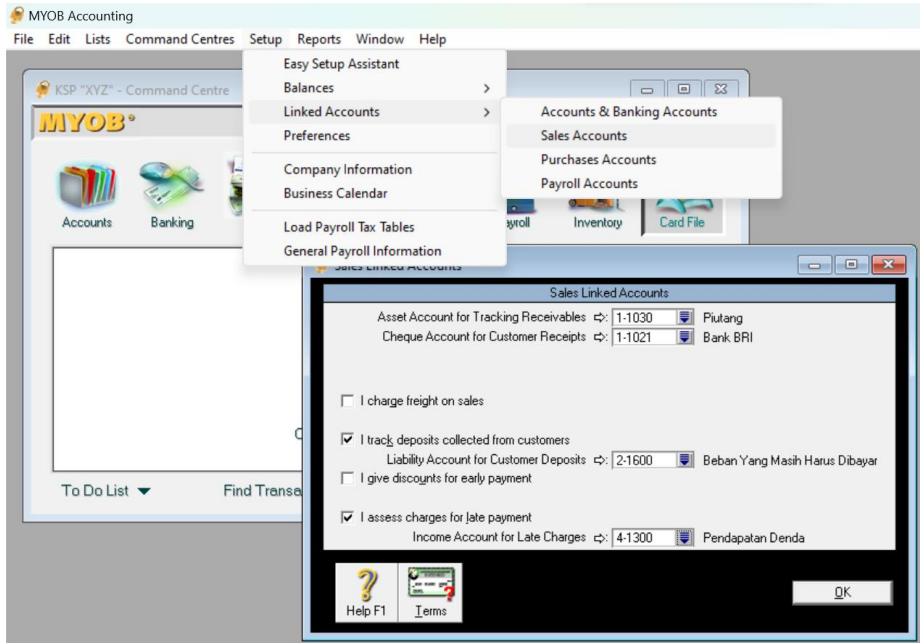 MYOB Accounting
File Edit Lists Command Centres Setup Reports Window Help
KSP "XYZ" - Command Centre
MYOB®
Accounts
Banking
Inventory
Card File
To Do List
Easy Setup Assistant
Balances
Linked Accounts
Preferences
Company Information
Business Calendar
Load Payroll Tax Tables
General Payroll Information
Accounts & Banking Accounts
Sales Accounts
Purchases Accounts
Payroll Accounts
Sales Linked Accounts
Sales Linked Accounts
Asset Account for Tracking Receivables 1-1030 Piutang
Cheque Account for Customer Receipts 1-1021 Bank BRI
I charge freight on sales
I track deposits collected from customers
Liability Account for Customer Deposits 2-1600 Beban Yang Masih Harus Dibayar
I give discounts for early payment
I assess charges for late payment
Income Account for Late Charges 4-1300 Pendapatan Denda
Help F1
Terms
OK